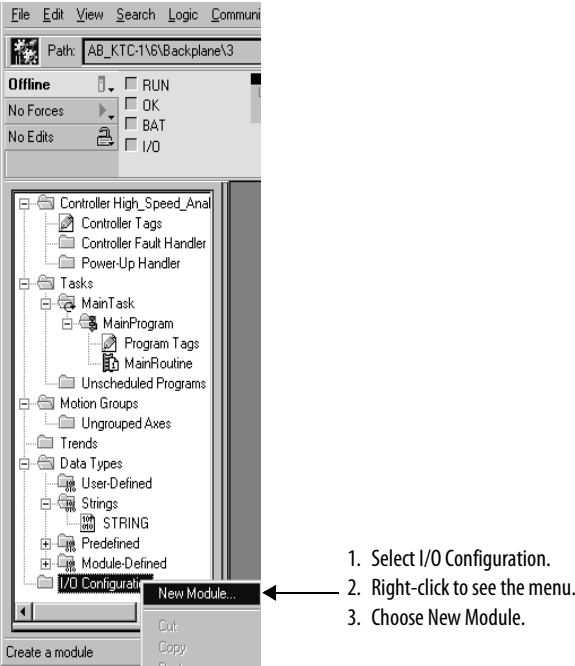 File Edit View Search Logic
Path: AB_KTC-1\6\Backplane\3
Offline
RUN
No Forces
OK
No Edits
BAT
I/O
Controller High_Speed_Anal
Controller Tags
Controller Fault Handler
Power-Up Handler
Tasks
MainTask
MainProgram
Program Tags
MainRoutine
Unscheduled Programs
Motion Groups
Ungrouped Axes
Trends
Data Types
User-Defined
Strings
STRING
Predefined
Module-Defined
I/O Configuration
New Module...
Cut
Copy
Create a module
1. Select I/O Configuration.
2. Right-click to see the menu.
3. Choose New Module.